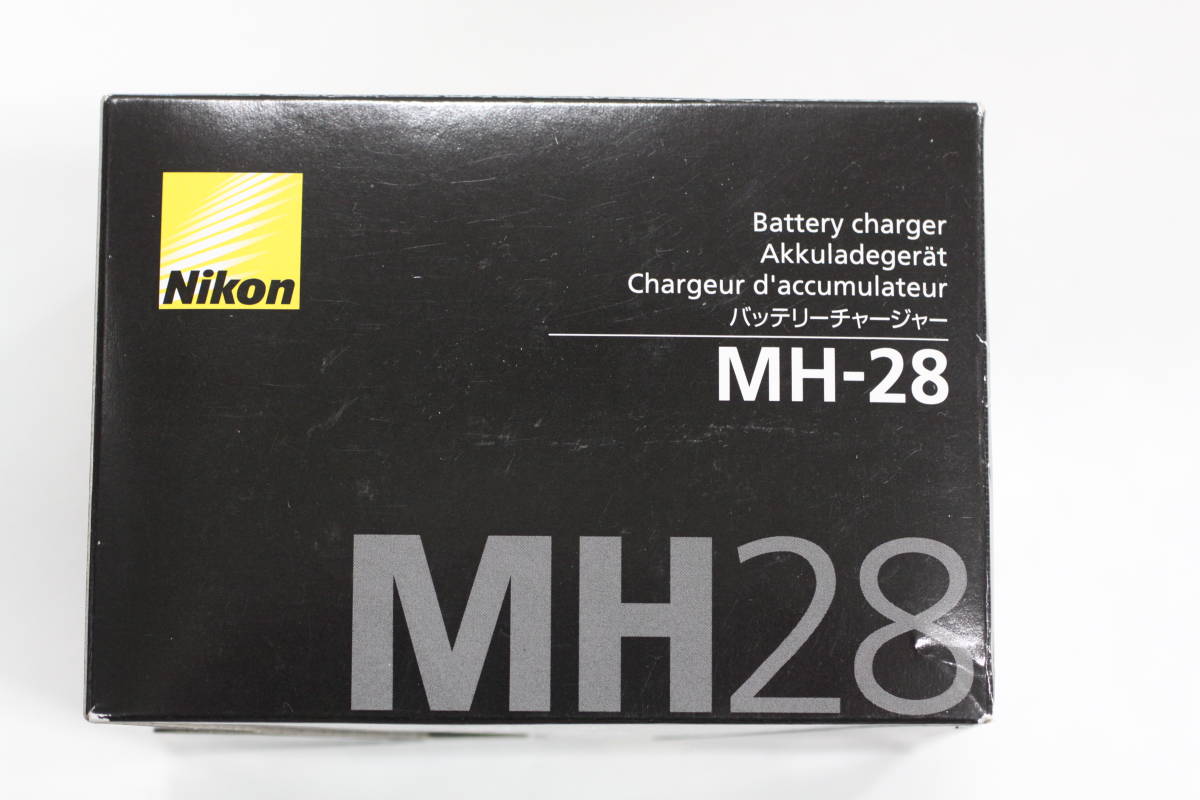 Nikon
Battery charger
Akkuladegerät
Chargeur d'accumulateur
バッテリーチャージャー
MH-28
MH28